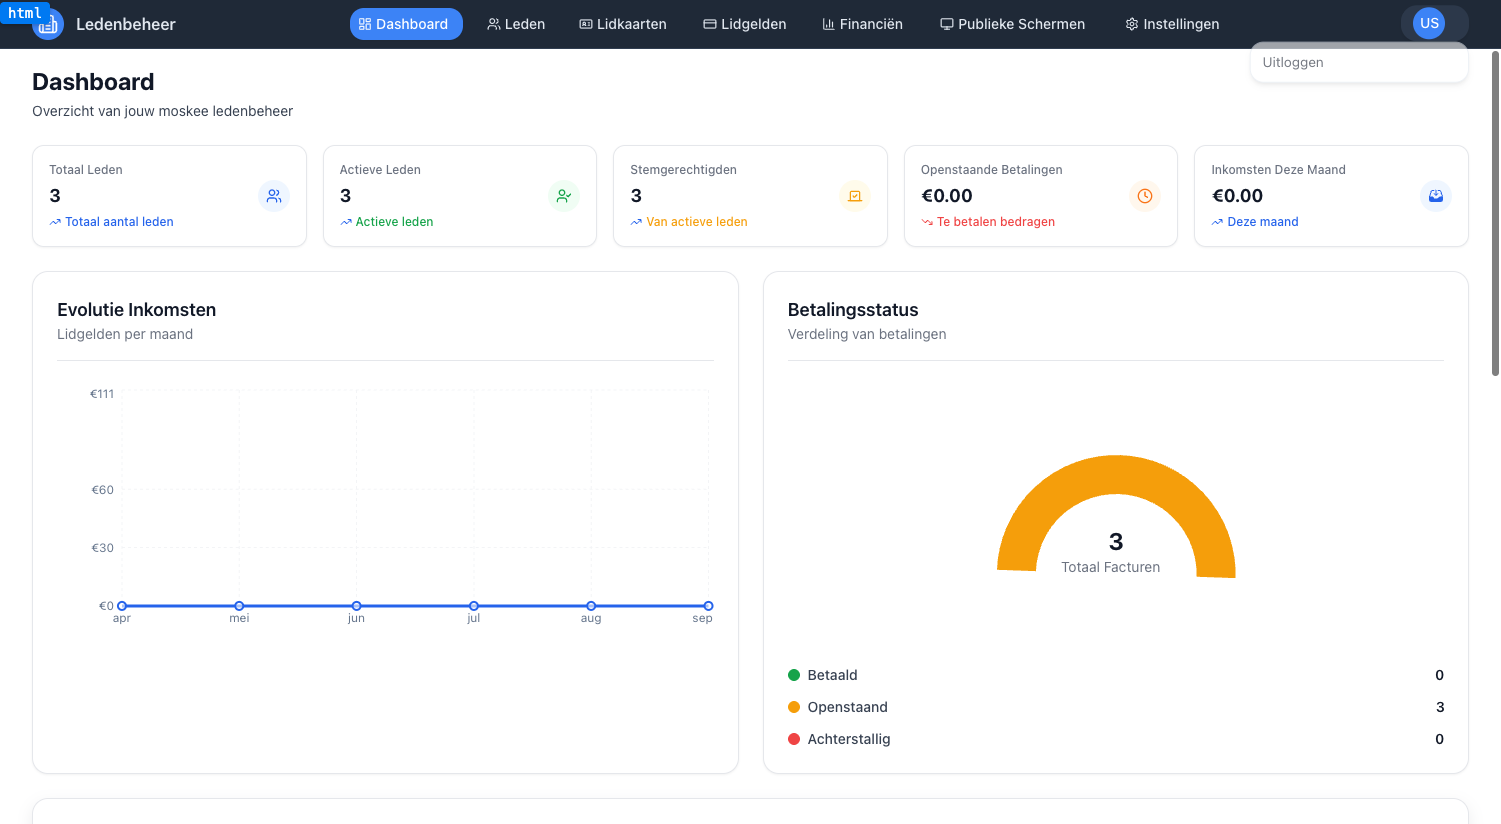 html
Ledenbeheer
Dashboard
Leden
Lidkaarten
Lidgelden
Financiën
Publieke Schermen
Instellingen
US
Uitloggen
Dashboard
Overzicht van jouw moskee ledenbeheer
Totaal Leden
3
Totaal aantal leden
Actieve Leden
3
Actieve leden
Stemgerechtigden
3
Van actieve leden
Openstaande Betalingen
€0.00
Te betalen bedragen
Inkomsten Deze Maand
€0.00
Deze maand
Evolutie Inkomsten
Lidgelden per maand
€111
€60
€30
€0
apr mei jun jul aug sep
Betalingsstatus
Verdeling van betalingen
3
Totaal Facturen
Betaald 0
Openstaand 3
Achterstallig 0